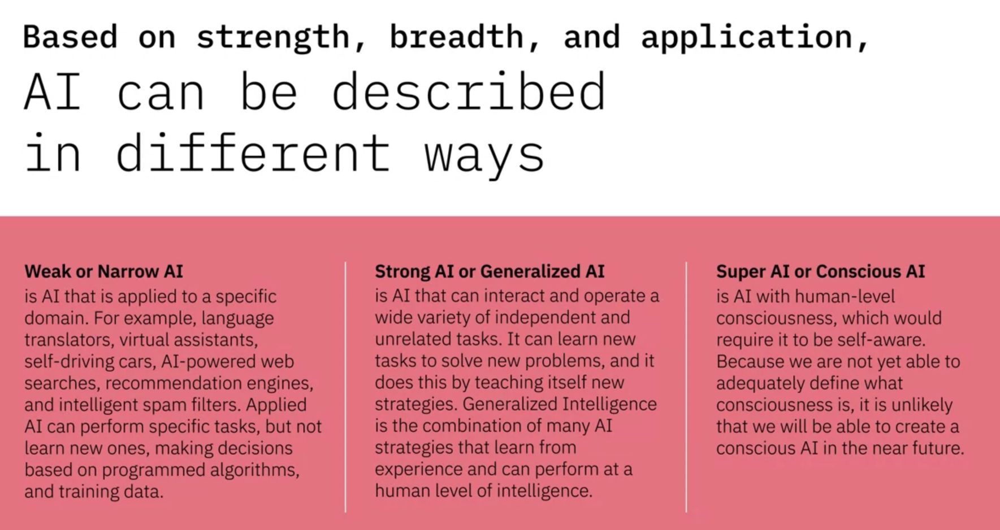 Based on strength, breadth, and application,
AI can be described
in different ways
Weak or Narrow AI
is AI that is applied to a specific
domain. For example, language
translators, virtual assistants,
self-driving cars, AI-powered web
searches, recommendation engines,
and intelligent spam filters. Applied
AI can perform specific tasks, but not
learn new ones, making decisions
based on programmed algorithms,
and training data.
Strong AI or Generalized AI
is AI that can interact and operate a
wide variety of independent and
unrelated tasks. It can learn new
tasks to solve new problems, and it
does this by teaching itself new
strategies. Generalized Intelligence
is the combination of many AI
strategies that learn from
experience and can perform at a
human level of intelligence.
Super AI or Conscious AI
is AI with human-level
consciousness, which would
require it to be self-aware.
Because we are not yet able to
adequately define what
consciousness is, it is unlikely
that we will be able to create a
conscious AI in the near future.